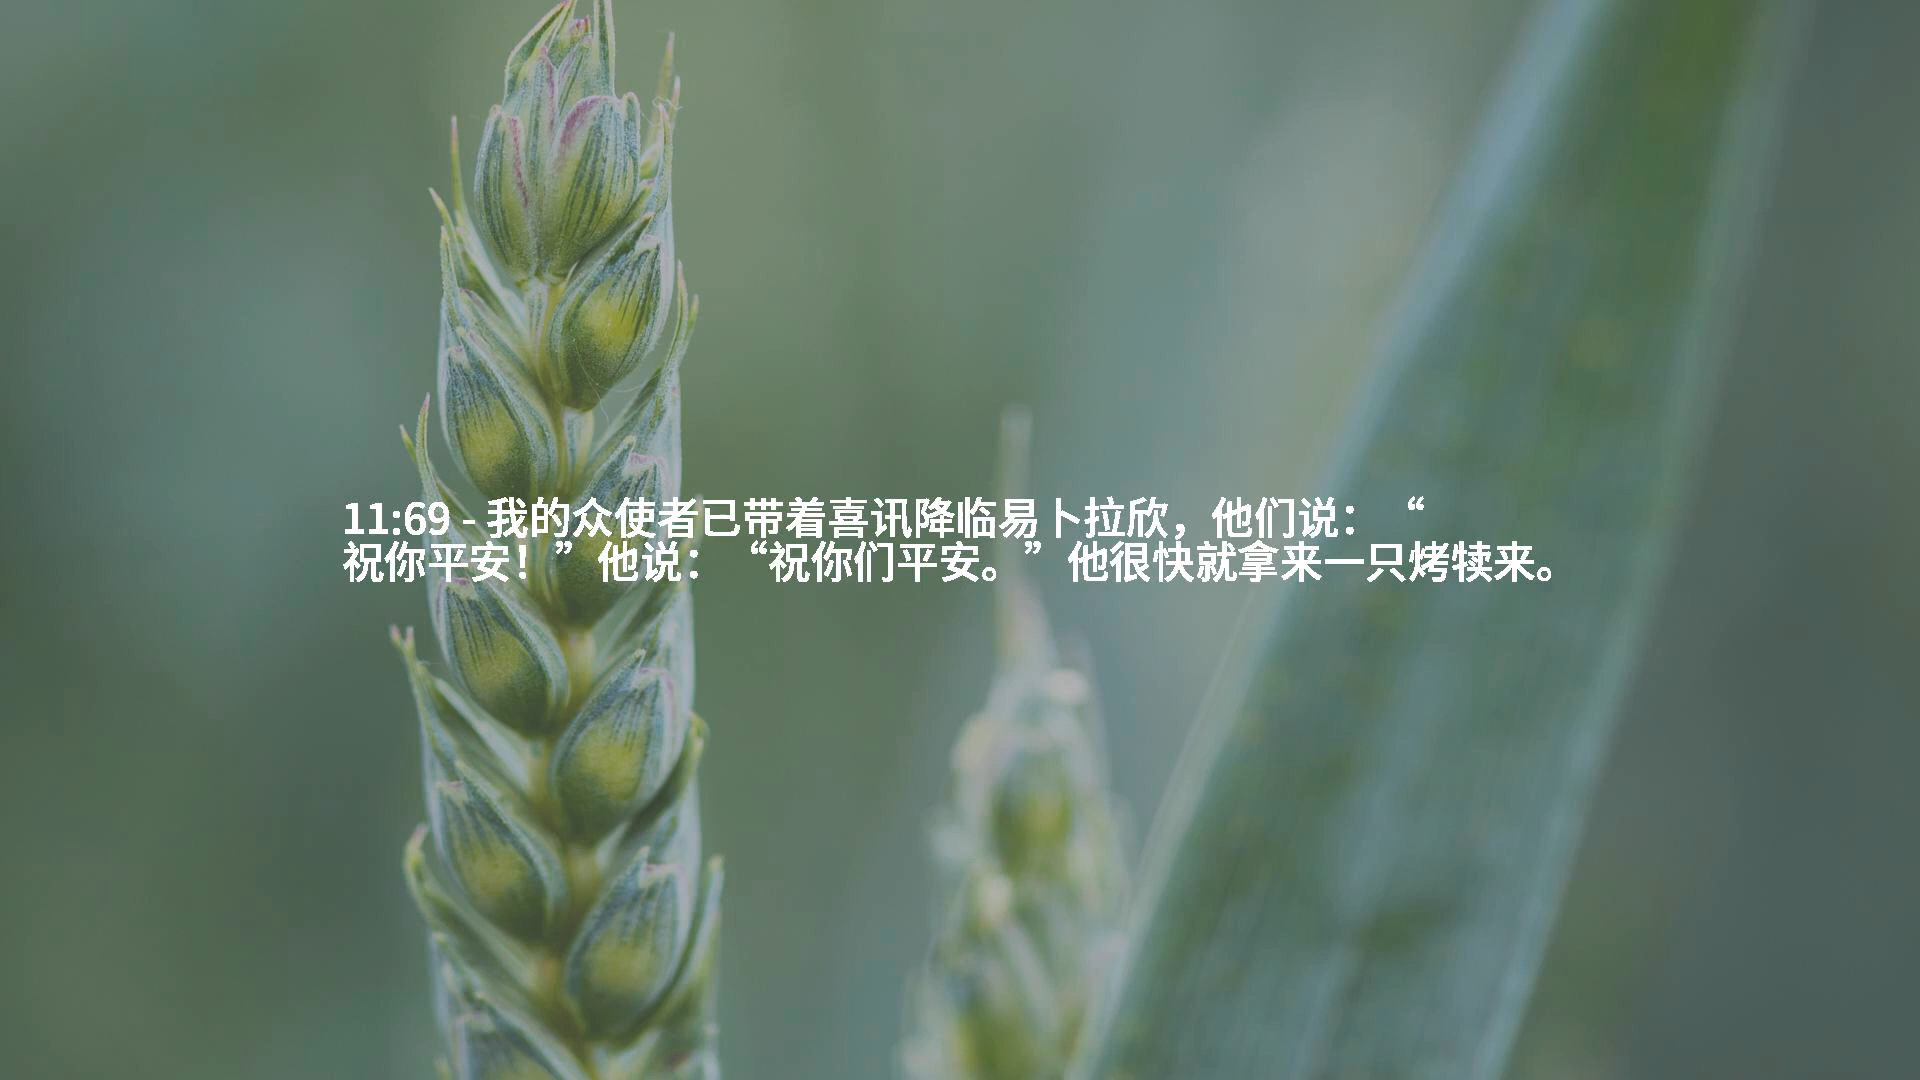 11:69 - 我的众使者已带着喜讯降临易卜拉欣，他们说：“
祝你平安！”他说：“祝你们平安。”他很快就拿来一只烤犊来。